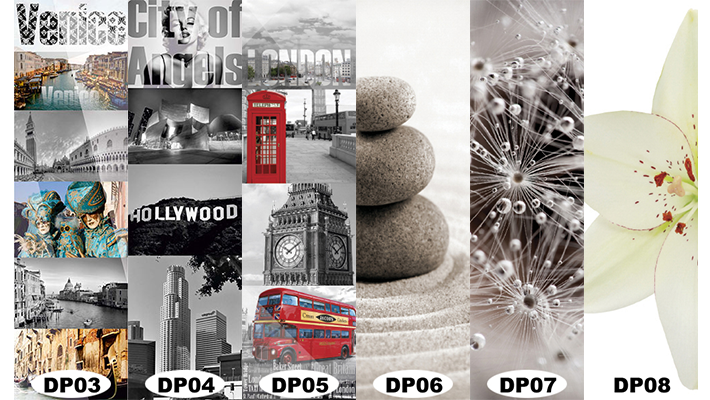 Venice
City of
Angels
LONDON
Venice
HOLLYWOOD
DP03
DP04
DP05
DP06
DP07
DP08